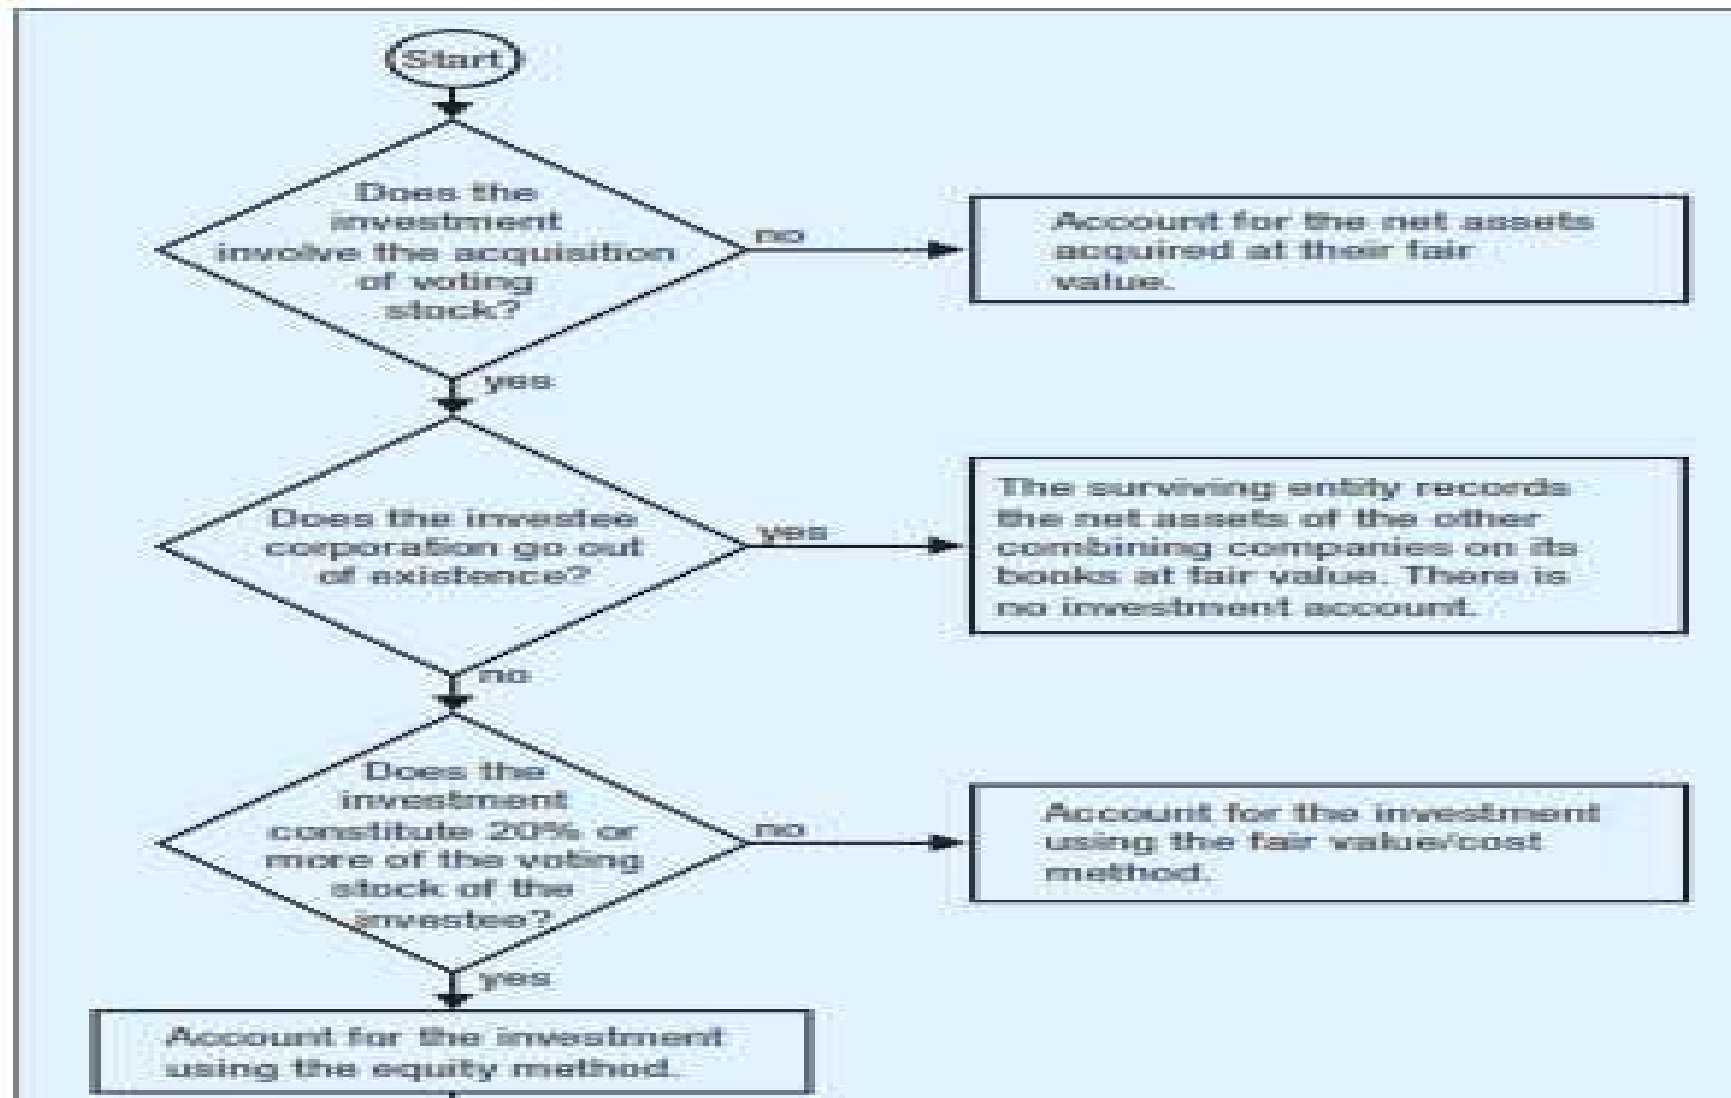 Start
Does the
investment
involve the acquisition
of voting
stock?
no
Account for the net assets
acquired at their fair
value.
yes
Does the investee
corporation go out
of existence?
yes
The surviving entity records
the net assets of the other
combining companies on its
books at fair value. There is
no investment account.
no
Does the
investment
constitute 20% or
more of the voting
stock of the
investee?
no
Account for the investment
using the fair value/cost
method.
yes
Account for the investment
using the equity method.